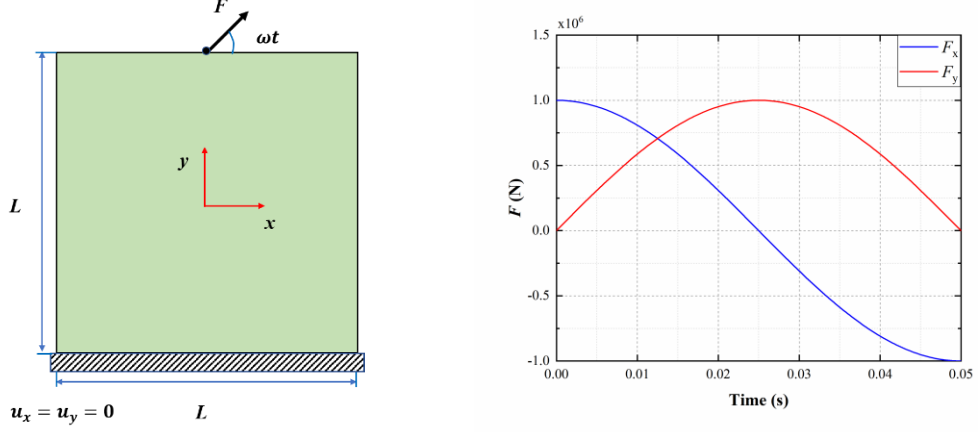 F
ωt
y
x
L
u_x = u_y = 0
L
x10⁶
1.5
1.0
0.5
0.0
-0.5
-1.0
F (N)
F_x
F_y
0.00 0.01 0.02 0.03 0.04 0.05
Time (s)